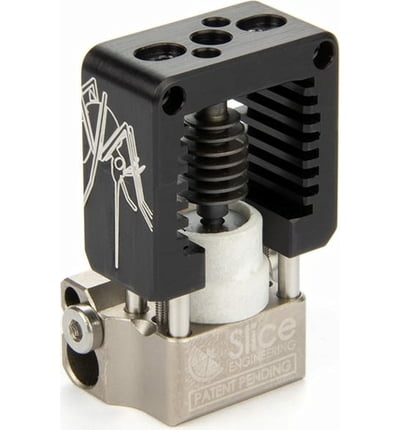 Slice
ENGINEERING
PATENT PENDING